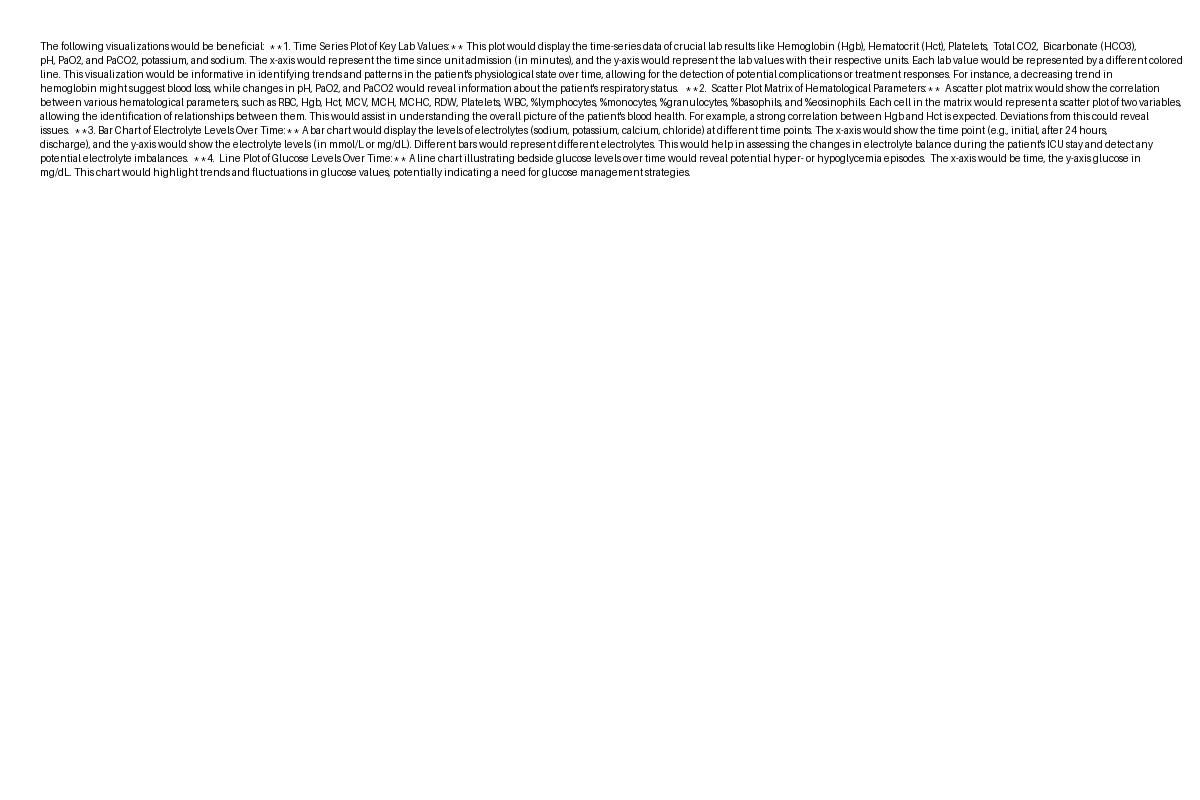 The following visualizations would be beneficial:  **1. Time Series Plot of Key Lab Values:** This plot would display the time-series data of crucial lab results like Hemoglobin (Hgb), Hematocrit (Hct), Platelets,  Total CO2,  Bicarbonate (HCO3),
pH, PaO2, and PaCO2, potassium, and sodium. The x-axis would represent the time since unit admission (in minutes), and the y-axis would represent the lab values with their respective units. Each lab value would be represented by a different colored
line. This visualization would be informative in identifying trends and patterns in the patient's physiological state over time, allowing for the detection of potential complications or treatment responses. For instance, a decreasing trend in
hemoglobin might suggest blood loss, while changes in pH, PaO2, and PaCO2 would reveal information about the patient's respiratory status.   **2.  Scatter Plot Matrix of Hematological Parameters:**  A scatter plot matrix would show the correlation
between various hematological parameters, such as RBC, Hgb, Hct, MCV, MCH, MCHC, RDW, Platelets, WBC, %lymphocytes, %monocytes, %granulocytes, %basophils, and %eosinophils. Each cell in the matrix would represent a scatter plot of two variables,
allowing the identification of relationships between them. This would assist in understanding the overall picture of the patient's blood health. For example, a strong correlation between Hgb and Hct is expected. Deviations from this could reveal
issues.  **3. Bar Chart of Electrolyte Levels Over Time:** A bar chart would display the levels of electrolytes (sodium, potassium, calcium, chloride) at different time points. The x-axis would show the time point (e.g., initial, after 24 hours,
discharge), and the y-axis would show the electrolyte levels (in mmol/L or mg/dL). Different bars would represent different electrolytes. This would help in assessing the changes in electrolyte balance during the patient's ICU stay and detect any
potential electrolyte imbalances.  **4.  Line Plot of Glucose Levels Over Time:** A line chart illustrating bedside glucose levels over time would reveal potential hyper- or hypoglycemia episodes.  The x-axis would be time, the y-axis glucose in
mg/dL. This chart would highlight trends and fluctuations in glucose values, potentially indicating a need for glucose management strategies.